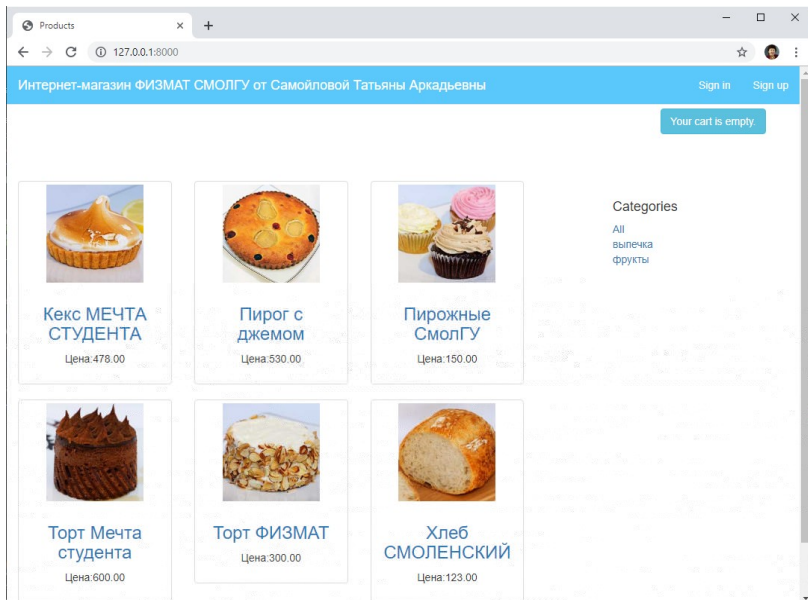 Products
127.0.0.1:8000
Интернет-магазин ФИЗМАТ СМОЛГУ от Самойловой Татьяны Аркадьевны
Sign in
Sign up
Your cart is empty.
Categories
All
выпечка
фрукты
Кекс МЕЧТА
СТУДЕНТА
Цена:478.00
Пирог с
джемом
Цена:530.00
Пирожные
СмолГУ
Цена:150.00
Торт Мечта
студента
Цена:600.00
Торт ФИЗМАТ
Цена:300.00
Хлеб
СМОЛЕНСКИЙ
Цена:123.00